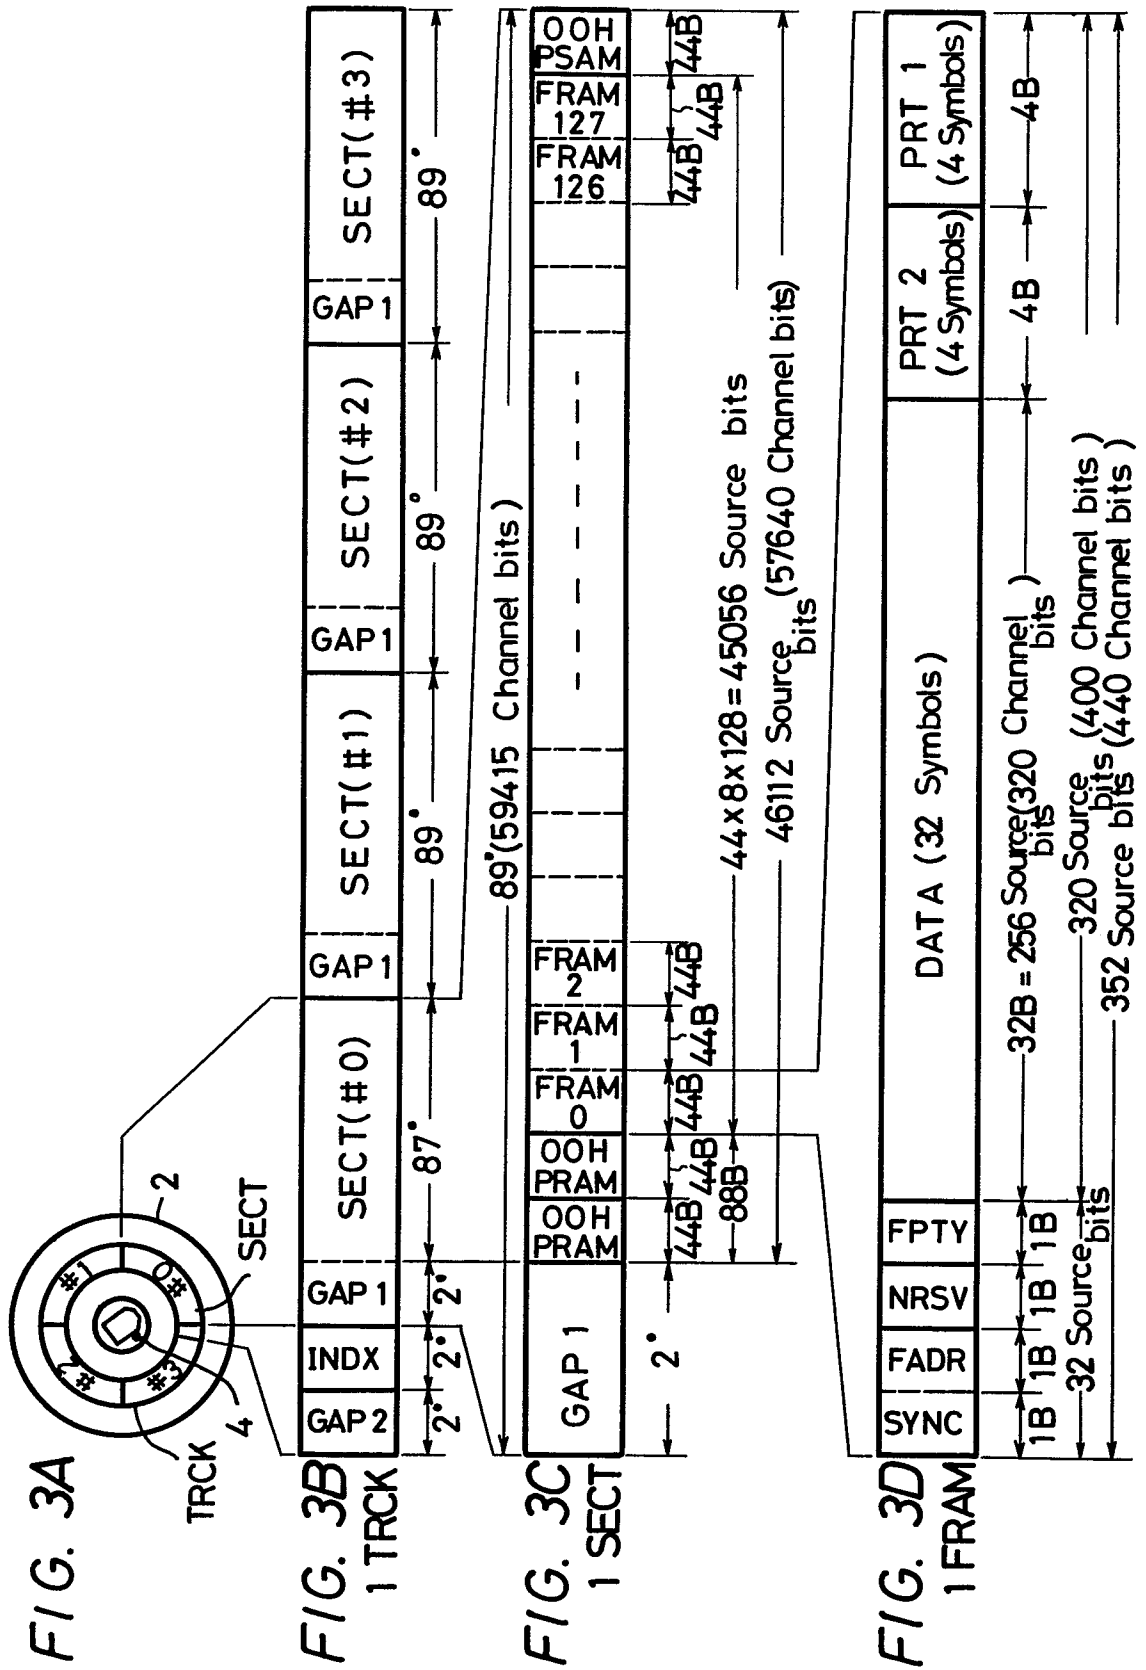 FIG. 3A
TRCK
4
2
SECT
#0
#1
#2
#3
FIG. 3B
1 TRCK
GAP 2
INDX
GAP 1
SECT(#0)
GAP 1
SECT(#1)
GAP 1
SECT(#2)
GAP 1
SECT(#3)
2°
2°
2°
87°
89°
89°
89°
FIG. 3C
1 SECT
89°(59415 Channel bits)
GAP 1
OOH PRAM
OOH PRAM
FRAM 0
FRAM 1
FRAM 2
FRAM 126
FRAM 127
OOH PSAM
2°
44B
44B
44B
44B
44B
44B
44B
44B
88B
44x8x128=45056 Source bits
46112 Source bits (57640 Channel bits)
FIG. 3D
1 FRAM
SYNC
FADR
NRSV
FPTY
DATA (32 Symbols)
PRT 2
(4 Symbols)
PRT 1
(4 Symbols)
1B
1B
1B
1B
32B=256 Source bits (320 Channel bits)
4B
4B
32 Source bits
320 Source bits (400 Channel bits)
352 Source bits (440 Channel bits)